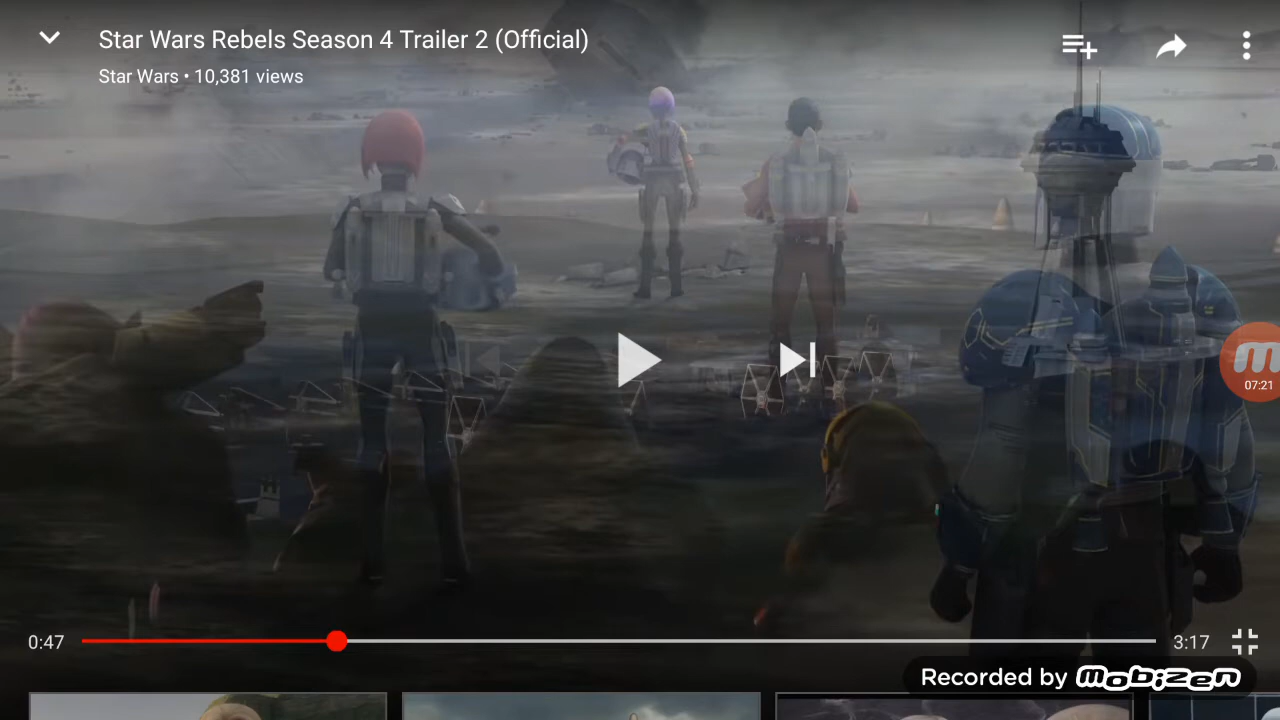 Star Wars Rebels Season 4 Trailer 2 (Official)
Star Wars • 10,381 views
07:21
0:47
3:17
Recorded by mobizen